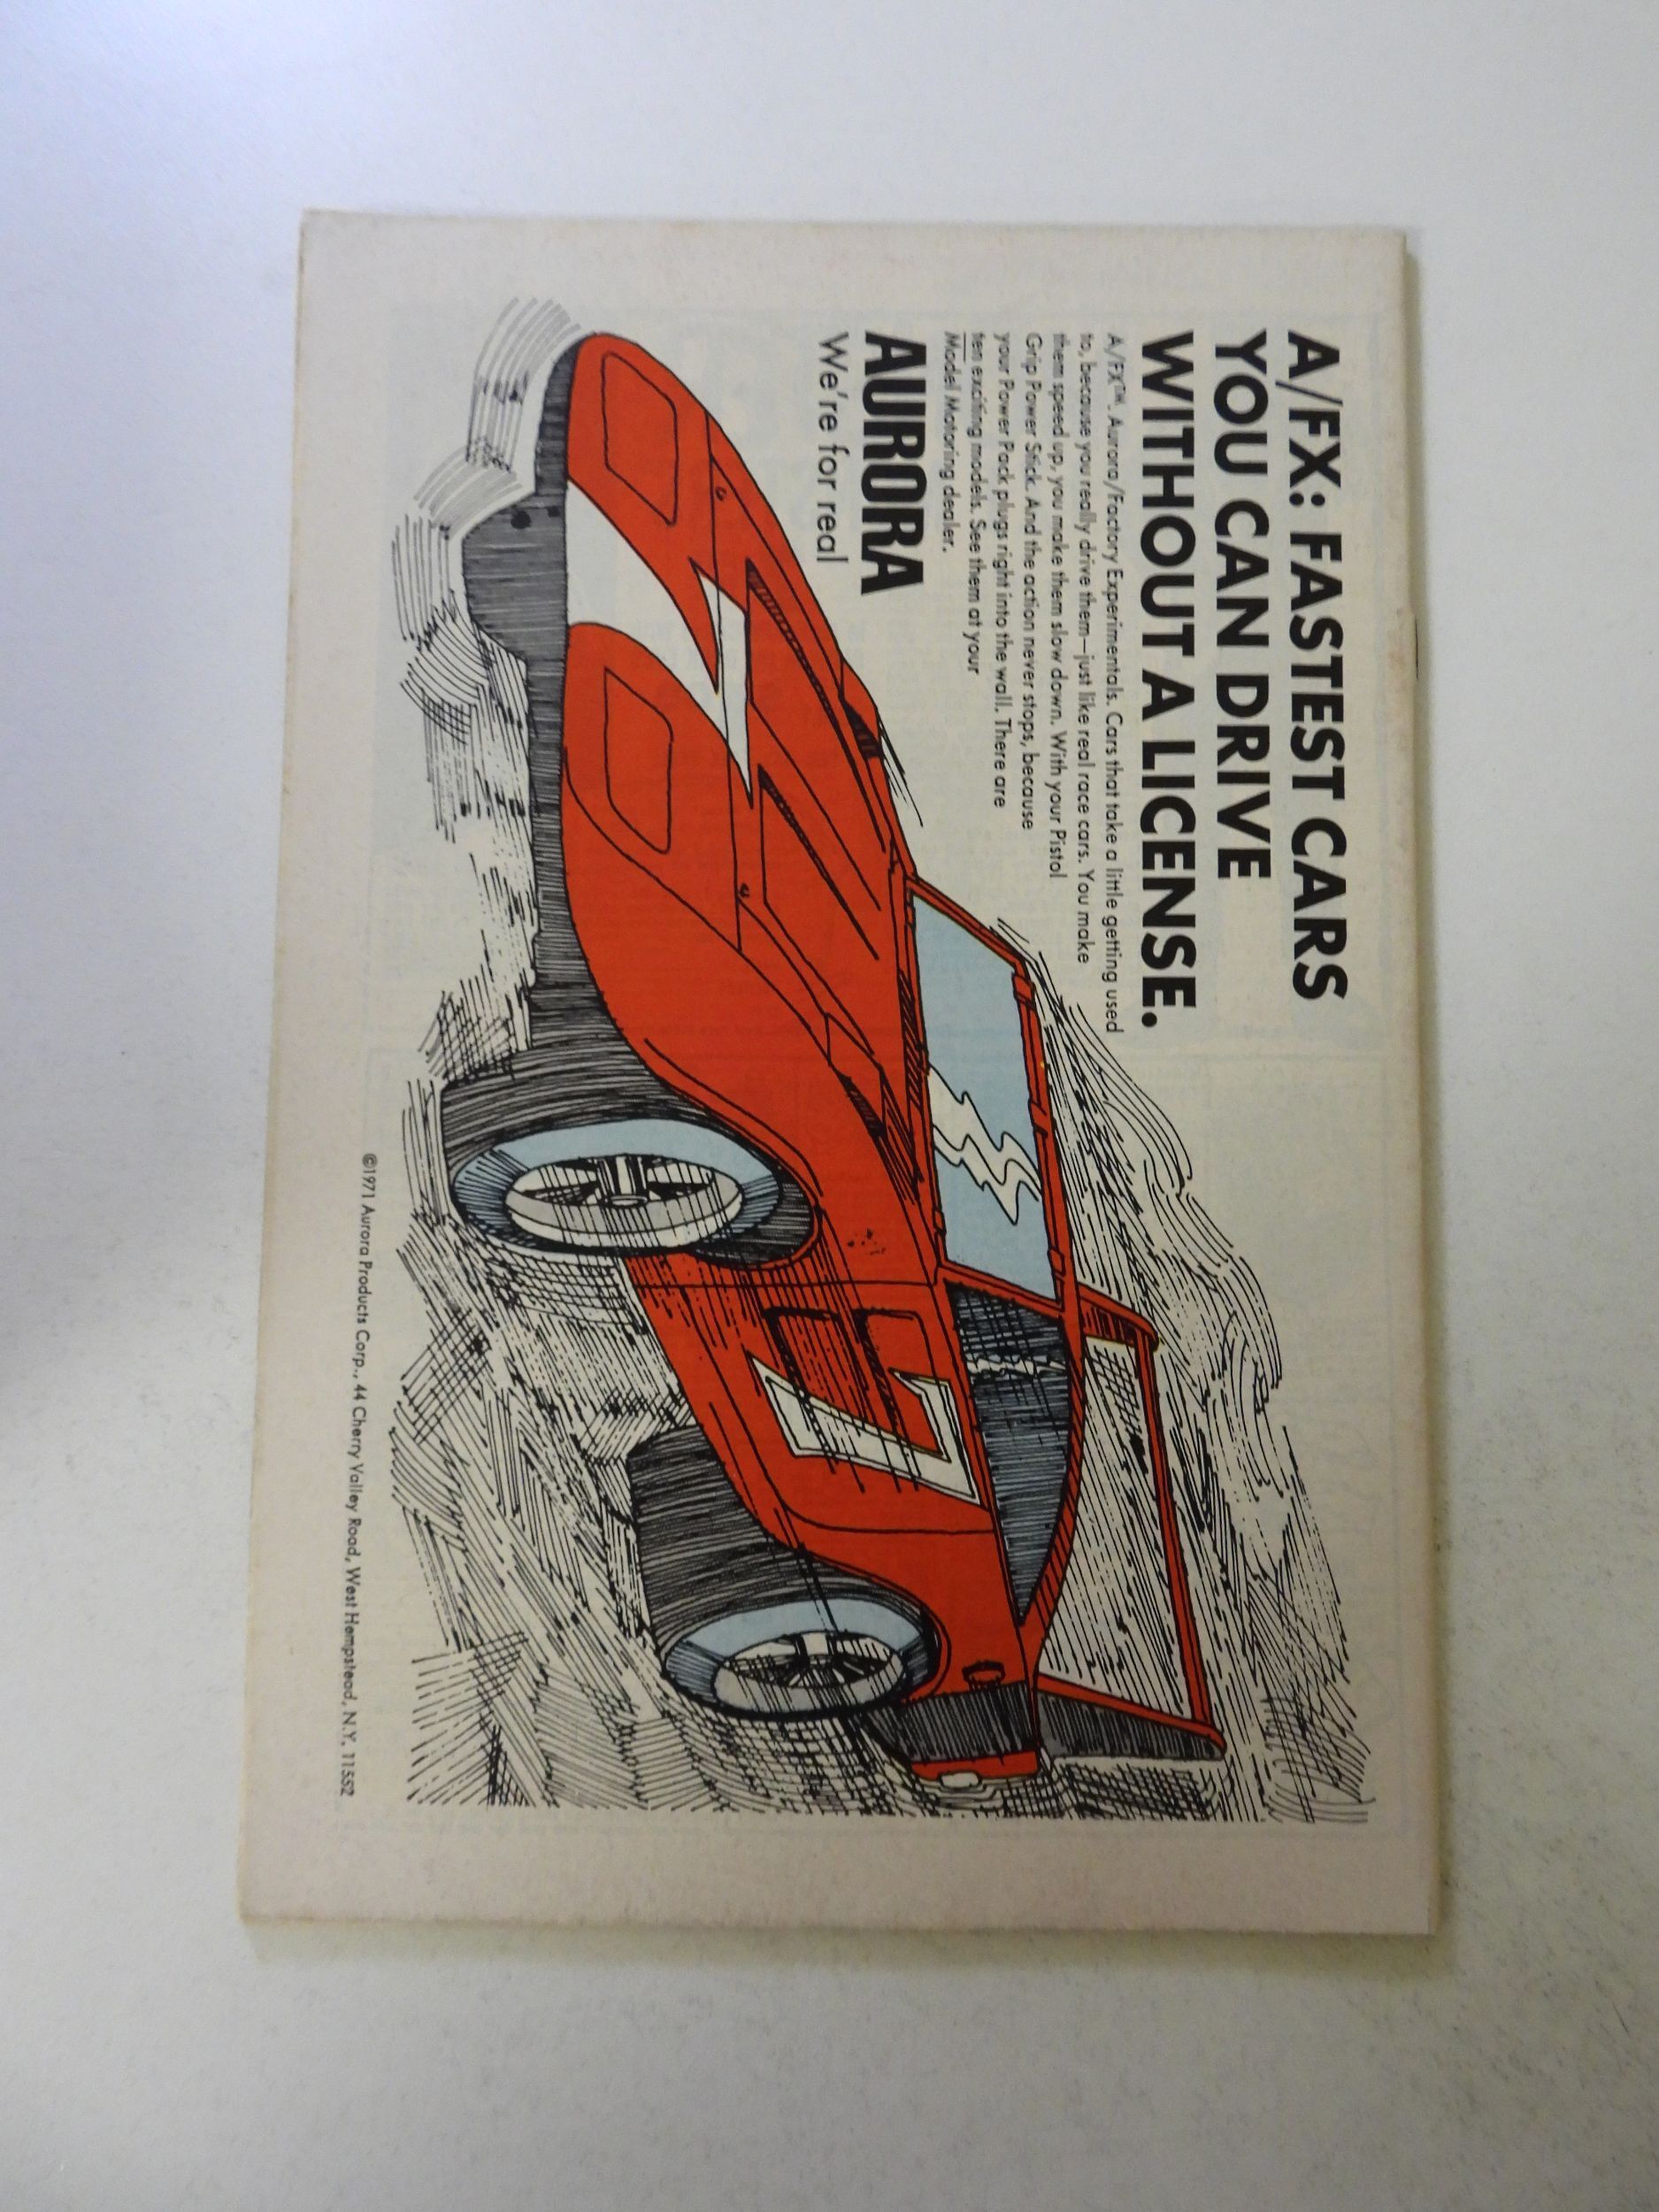 A/FX: FASTEST CARS
YOU CAN DRIVE
WITHOUT A LICENSE.
A/FX™. Aurora/Factory Experimentals. Cars that take a little getting used
to, because you really drive them—just like real race cars. You make
them speed up, you make them slow down. With your Pistol
Grip Power Stick. And the action never stops, because
your Power Pack plugs right into the wall. There are
ten exciting models. See them at your
Model Motoring dealer.
AURORA
We're for real
7
©1971 Aurora Products Corp., 44 Cherry Valley Road, West Hempstead, N.Y. 11552